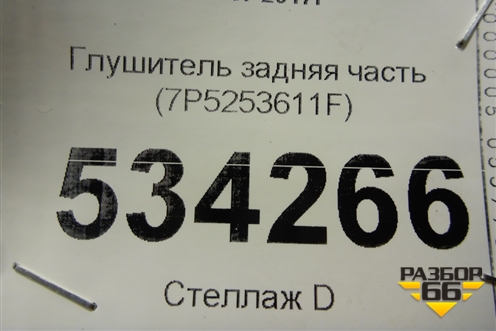 Глушитель задняя часть
(7P5253611F)
534266
Стеллаж D
РАЗБОР
66